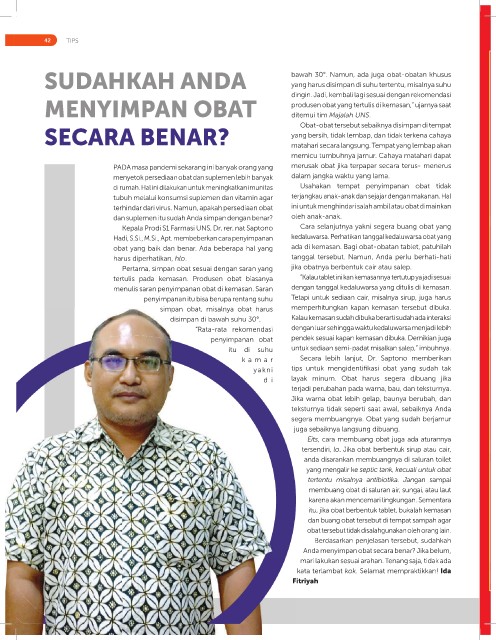 42 TIPS
SUDAHKAH ANDA
MENYIMPAN OBAT
SECARA BENAR?
PADA masa pandemi sekarang ini banyak orang yang
menyetok persediaan obat dan suplemen lebih banyak
di rumah. Hal ini dilakukan untuk meningkatkan imunitas
tubuh melalui konsumsi suplemen dan vitamin agar
terhindar dari virus. Namun, apakah persediaan obat
dan suplemen itu sudah Anda simpan dengan benar?
Kepala Prodi S1 Farmasi UNS, Dr. rer. nat Saptono
Hadi, S.Si., M.Si., Apt. membeberkan cara penyimpanan
obat yang baik dan benar. Ada beberapa hal yang
harus diperhatikan, hlo.
Pertama, simpan obat sesuai dengan saran yang
tertulis pada kemasan. Produsen obat biasanya
menulis saran penyimpanan obat di kemasan. Saran
penyimpanan itu bisa berupa rentang suhu
simpan obat, misalnya obat harus
disimpan di bawah suhu 30°.
"Rata-rata rekomendasi
penyimpanan obat
itu di suhu
kamar
yakni
di
bawah 30°. Namun, ada juga obat-obatan khusus
yang harus disimpan di suhu tertentu, misalnya suhu
dingin. Jadi, kembali lagi sesuai dengan rekomendasi
produsen obat yang tertulis di kemasan," ujarnya saat
ditemui tim Majalah UNS.
Obat-obat tersebut sebaiknya disimpan di tempat
yang bersih, tidak lembap, dan tidak terkena cahaya
matahari secara langsung. Tempat yang lembap akan
memicu tumbuhnya jamur. Cahaya matahari dapat
merusak obat jika terpapar secara terus- menerus
dalam jangka waktu yang lama.
Usahakan tempat penyimpanan obat tidak
terjangkau anak-anak dan sejajar dengan makanan. Hal
ini untuk menghindari salah ambil atau obat dimainkan
oleh anak-anak.
Cara selanjutnya yakni segera buang obat yang
kedaluwarsa. Perhatikan tanggal kedaluwarsa obat yang
ada di kemasan. Bagi obat-obatan tablet, patuhilah
tanggal tersebut. Namun, Anda perlu berhati-hati
jika obatnya berbentuk cair atau salep.
"Kalau tablet ini kan kemasannya tertutup ya jadi sesuai
dengan tanggal kedaluwarsa yang ditulis di kemasan.
Tetapi untuk sediaan cair, misalnya sirup, juga harus
memperhitungkan kapan kemasan tersebut dibuka.
Kalau kemasan sudah dibuka berarti sudah ada interaksi
dengan luar sehingga waktu kedaluwarsa menjadi lebih
pendek sesuai kapan kemasan dibuka. Demikian juga
untuk sediaan semi-padat misalkan salep," imbuhnya.
Secara lebih lanjut, Dr. Saptono memberikan
tips untuk mengidentifikasi obat yang sudah tak
layak minum. Obat harus segera dibuang jika
terjadi perubahan pada warna, bau, dan teksturnya.
Jika warna obat lebih gelap, baunya berubah, dan
teksturnya tidak seperti saat awal, sebaiknya Anda
segera membuangnya. Obat yang sudah berjamur
juga sebaiknya langsung dibuang.
Eits, cara membuang obat juga ada aturannya
tersendiri, lo. Jika obat berbentuk sirup atau cair,
anda disarankan membuangnya di saluran toilet
yang mengalir ke septic tank, kecuali untuk obat
tertentu misalnya antibiotika. Jangan sampai
membuang obat di saluran air, sungai, atau laut
karena akan mencemari lingkungan. Sementara
itu, jika obat berbentuk tablet, bukalah kemasan
dan buang obat tersebut di tempat sampah agar
obat tersebut tidak disalahgunakan oleh orang lain.
Berdasarkan penjelasan tersebut, sudahkah
Anda menyimpan obat secara benar? Jika belum,
mari lakukan sesuai arahan. Tenang saja, tidak ada
kata terlambat kok. Selamat mempraktikkan! Ida
Fitriyah